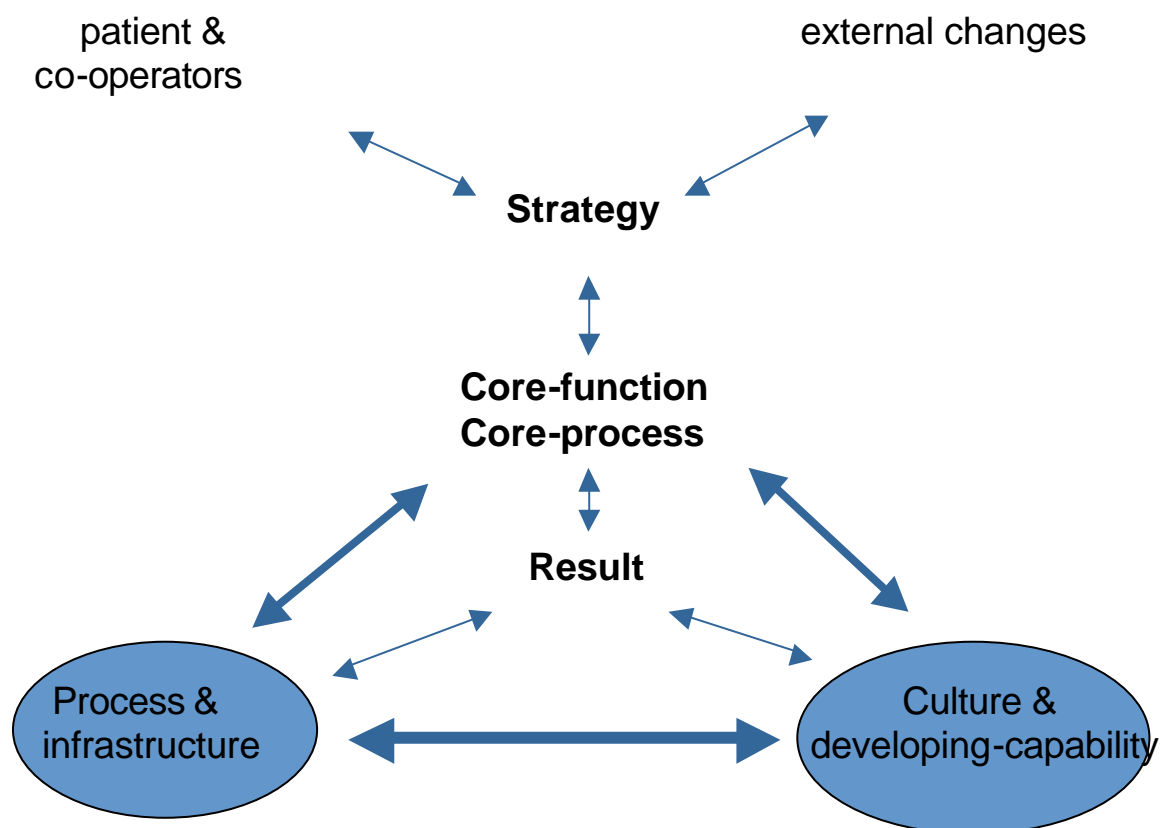 patient &
co-operators
external changes
Strategy
Core-function
Core-process
Result
Process &
infrastructure
Culture &
developing-capability